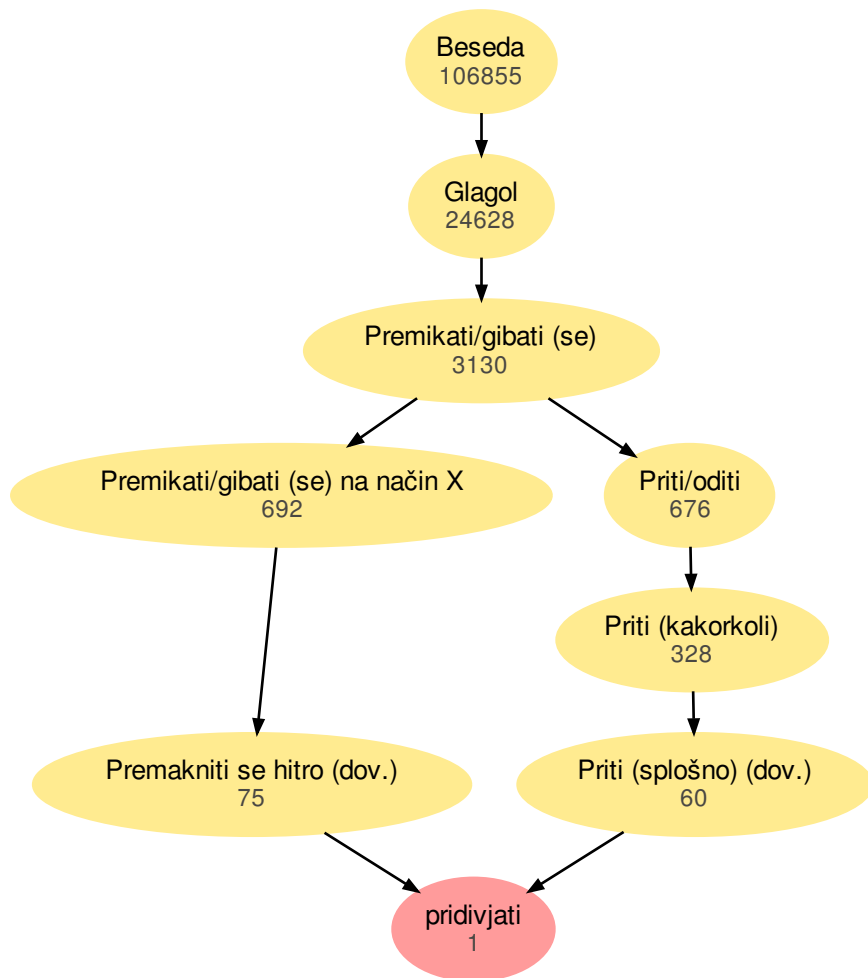 Beseda
106855
Glagol
24628
Premikati/gibati (se)
3130
Premikati/gibati (se) na način X
692
Priti/oditi
676
Priti (kakorkoli)
328
Premakniti se hitro (dov.)
75
Priti (splošno) (dov.)
60
pridivjati
1